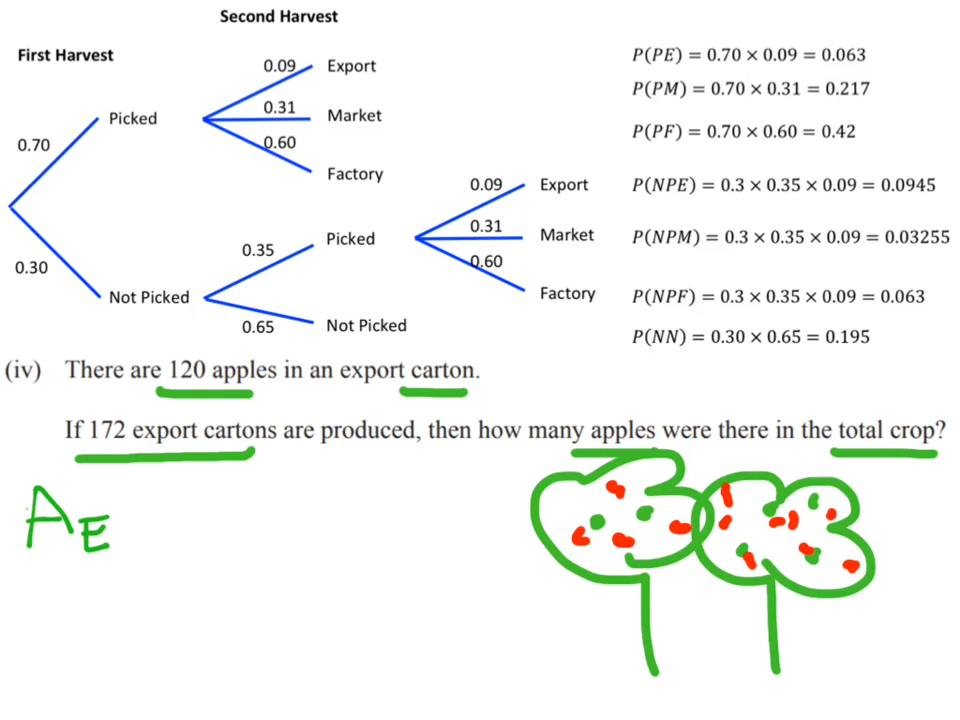 Second Harvest
First Harvest
0.09 Export
0.31 Market
Picked
0.70
0.60
Factory
P(PE) = 0.70 × 0.09 = 0.063
P(PM) = 0.70 × 0.31 = 0.217
P(PF) = 0.70 × 0.60 = 0.42
0.09 Export
P(NPE) = 0.3 × 0.35 × 0.09 = 0.0945
0.35 Picked
0.31 Market
P(NPM) = 0.3 × 0.35 × 0.09 = 0.03255
0.30
0.60
Not Picked
Factory
P(NPF) = 0.3 × 0.35 × 0.09 = 0.063
0.65 Not Picked
P(NN) = 0.30 × 0.65 = 0.195
(iv) There are 120 apples in an export carton.
If 172 export cartons are produced, then how many apples were there in the total crop?
AE